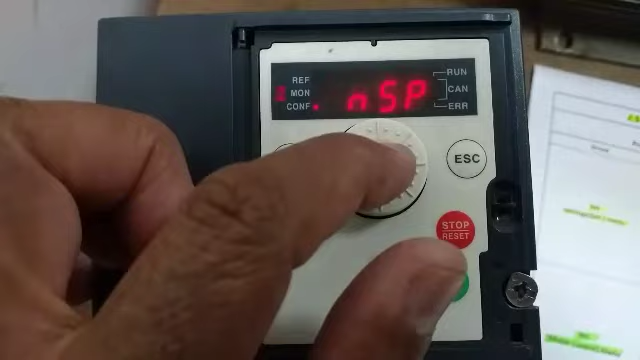 REF
MON
CONF
nSP
RUN
CAN
ERR
ESC
STOP
RESET